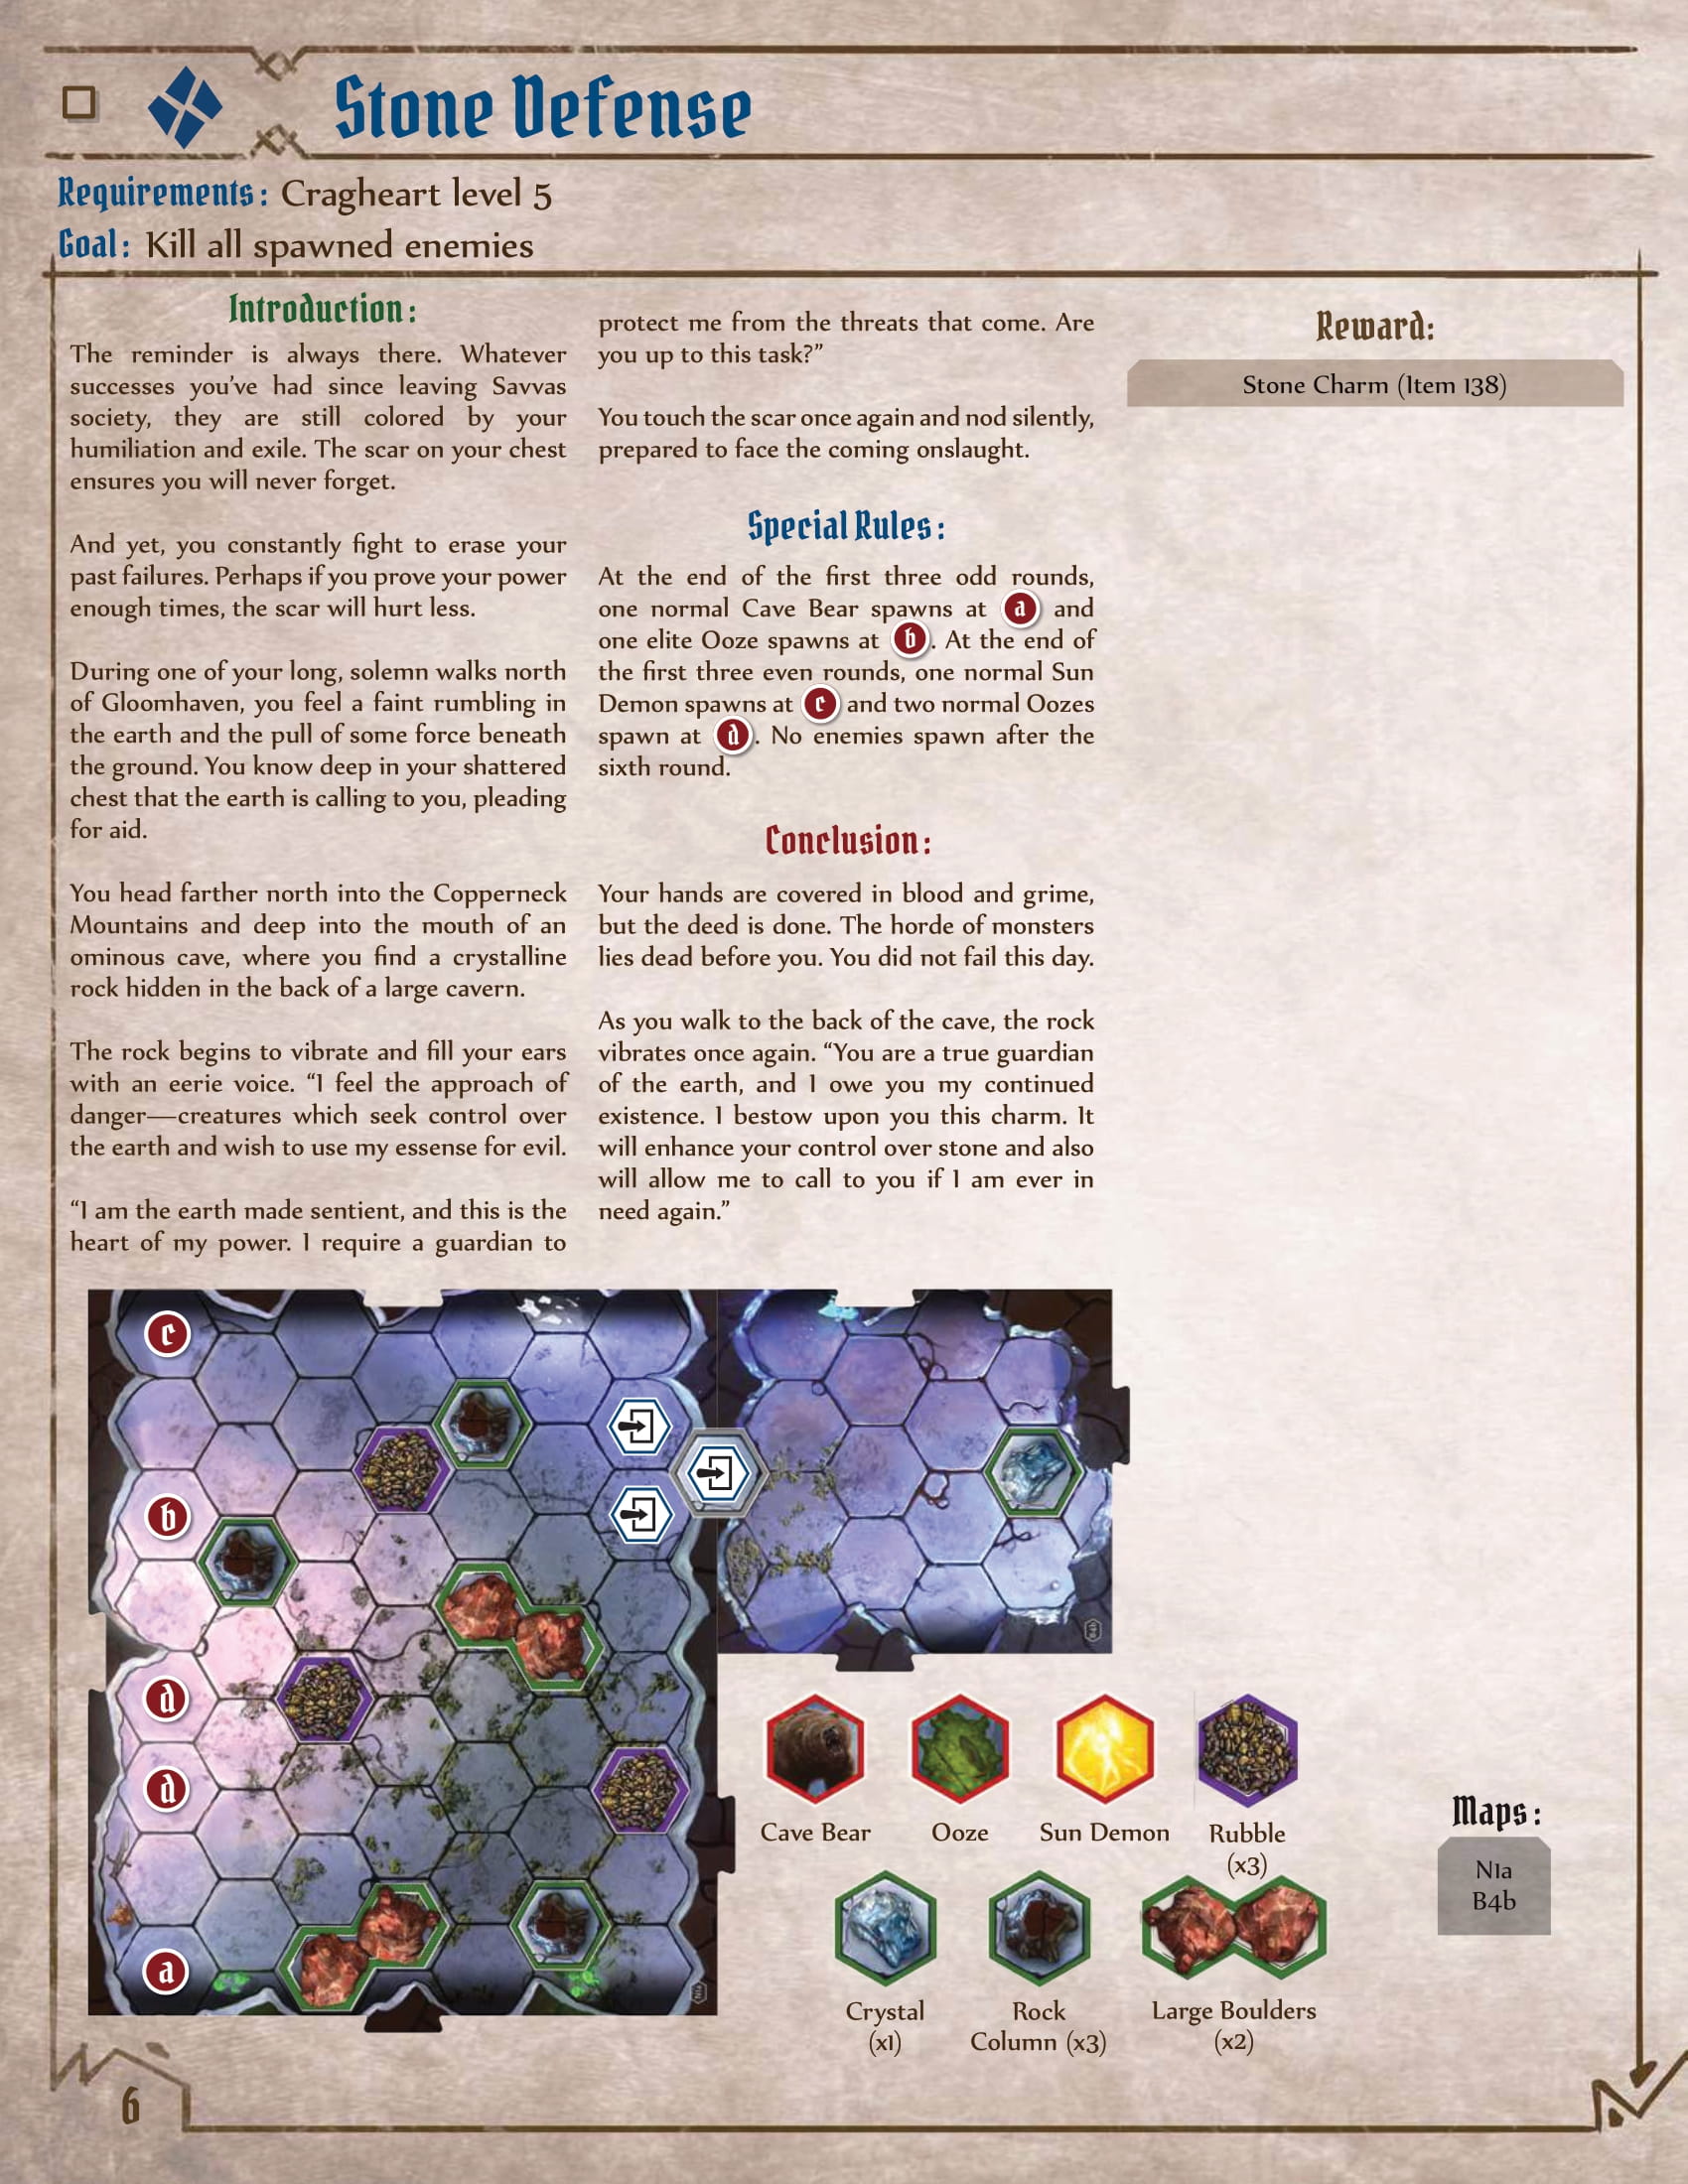 Stone Defense
Requirements: Cragheart level 5
Goal: Kill all spawned enemies
Introduction:
The reminder is always there. Whatever
successes you've had since leaving Savvas
society, they are still colored by your
humiliation and exile. The scar on your chest
ensures you will never forget.
And yet, you constantly fight to erase your
past failures. Perhaps if you prove your power
enough times, the scar will hurt less.
During one of your long, solemn walks north
of Gloomhaven, you feel a faint rumbling in
the earth and the pull of some force beneath
the ground. You know deep in your shattered
chest that the earth is calling to you, pleading
for aid.
You head farther north into the Copperneck
Mountains and deep into the mouth of an
ominous cave, where you find a crystalline
rock hidden in the back of a large cavern.
The rock begins to vibrate and fill your ears
with an eerie voice. “I feel the approach of
danger—creatures which seek control over
the earth and wish to use my essense for evil.
“I am the earth made sentient, and this is the
heart of my power. I require a guardian to
protect me from the threats that come. Are
you up to this task?”
You touch the scar once again and nod silently,
prepared to face the coming onslaught.
Special Rules:
At the end of the first three odd rounds,
one normal Cave Bear spawns at a and
one elite Ooze spawns at b. At the end of
the first three even rounds, one normal Sun
Demon spawns at c and two normal Oozes
spawn at d. No enemies spawn after the
sixth round.
Conclusion:
Your hands are covered in blood and grime,
but the deed is done. The horde of monsters
lies dead before you. You did not fail this day.
As you walk to the back of the cave, the rock
vibrates once again. “You are a true guardian
of the earth, and I owe you my continued
existence. I bestow upon you this charm. It
will enhance your control over stone and also
will allow me to call to you if I am ever in
need again.”
Reward:
Stone Charm (Item 138)
c
b
d
d
a
N1a
B4b
Cave Bear
Ooze
Sun Demon
Rubble
(x3)
Crystal
(x1)
Rock
Column (x3)
Large Boulders
(x2)
Maps:
N1a
B4b
6